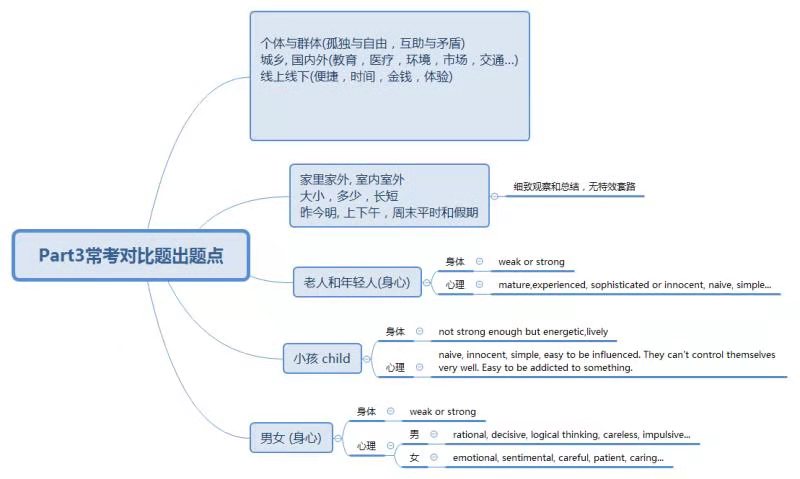 个体与群体(孤独与自由，互助与矛盾)
城乡, 国内外(教育，医疗，环境，市场，交通...)
线上线下(便捷，时间，金钱，体验)
家里家外, 室内室外
大小，多少，长短
昨今明, 上下午，周末平时和假期
细致观察和总结，无特效套路
Part3常考对比题出题点
老人和年轻人(身心)
身体
weak or strong
心理
mature,experienced, sophisticated or innocent, naive, simple...
小孩 child
身体
not strong enough but energetic,lively
心理
naive, innocent, simple, easy to be influenced. They can't control themselves
very well. Easy to be addicted to something.
男女 (身心)
身体
weak or strong
心理
男
rational, decisive, logical thinking, careless, impulsive...
女
emotional, sentimental, careful, patient, caring...